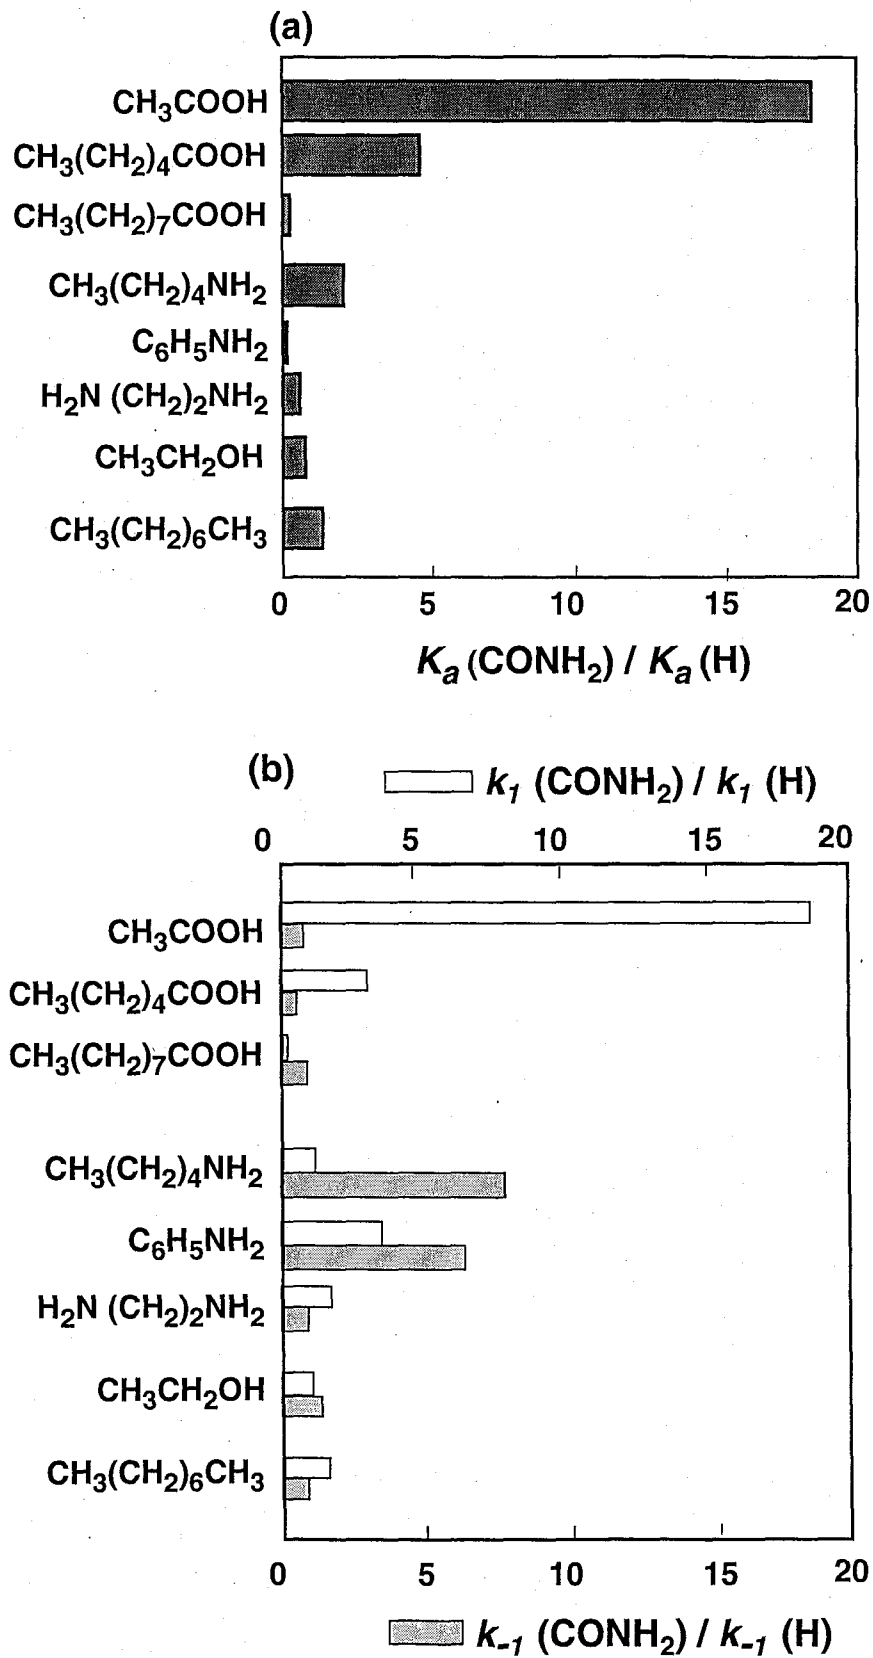 (a)
CH3COOH
CH3(CH2)4COOH
CH3(CH2)7COOH
CH3(CH2)4NH2
C6H5NH2
H2N (CH2)2NH2
CH3CH2OH
CH3(CH2)6CH3
0 5 10 15 20
Ka (CONH2) / Ka (H)
(b)
k1 (CONH2) / k1 (H)
0 5 10 15 20
CH3COOH
CH3(CH2)4COOH
CH3(CH2)7COOH
CH3(CH2)4NH2
C6H5NH2
H2N (CH2)2NH2
CH3CH2OH
CH3(CH2)6CH3
0 5 10 15 20
k-1 (CONH2) / k-1 (H)